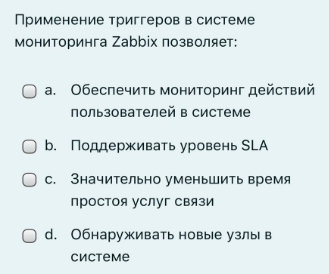 Применение триггеров в системе
мониторинга Zabbix позволяет:
a. Обеспечить мониторинг действий
пользователей в системе
b. Поддерживать уровень SLA
c. Значительно уменьшить время
простоя услуг связи
d. Обнаруживать новые узлы в
системе